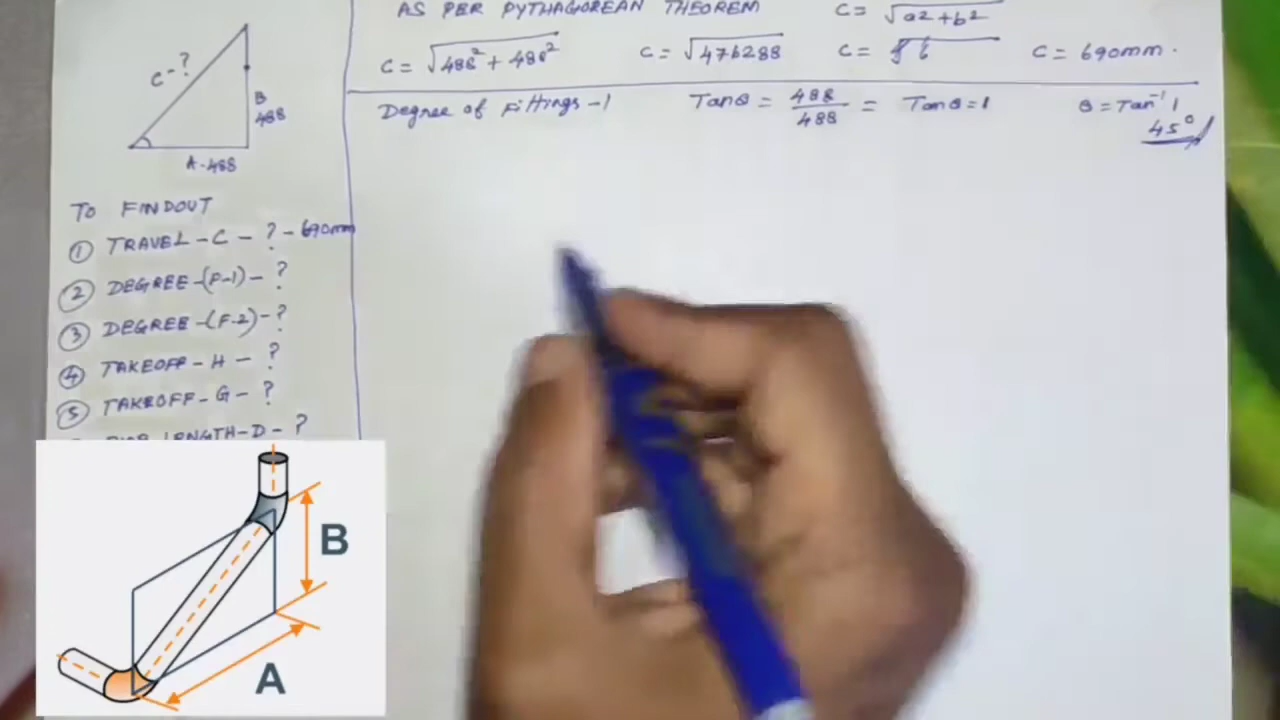 AS PER PYTHAGOREAN THEOREM C = √a2+b2
C = √488² + 488² C = √476288 C = C = 690mm.
C-?
B
488
A-488
Degree of Fittings-1 Tanθ = 488/488 = Tanθ = 1 θ = Tan⁻¹ 1
45°
TO FINDOUT
① TRAVEL - C - ? - 690mm
② DEGREE-(F-1)- ?
③ DEGREE-(F-2)- ?
④ TAKEOFF - H - ?
⑤ TAKEOFF - G - ?
LENGTH-D - ?
B
A